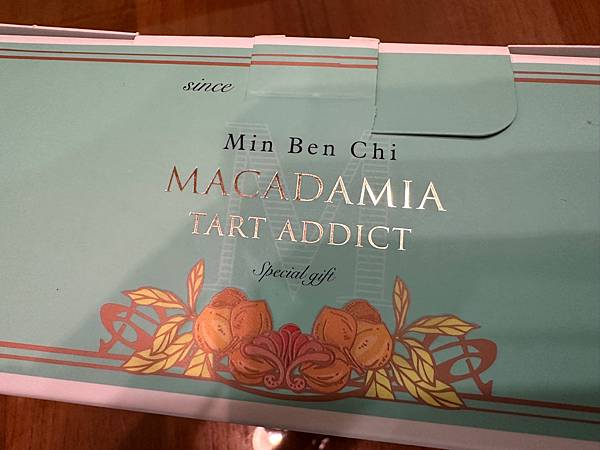 since
Min Ben Chi
MACADAMIA
TART ADDICT
Special gift